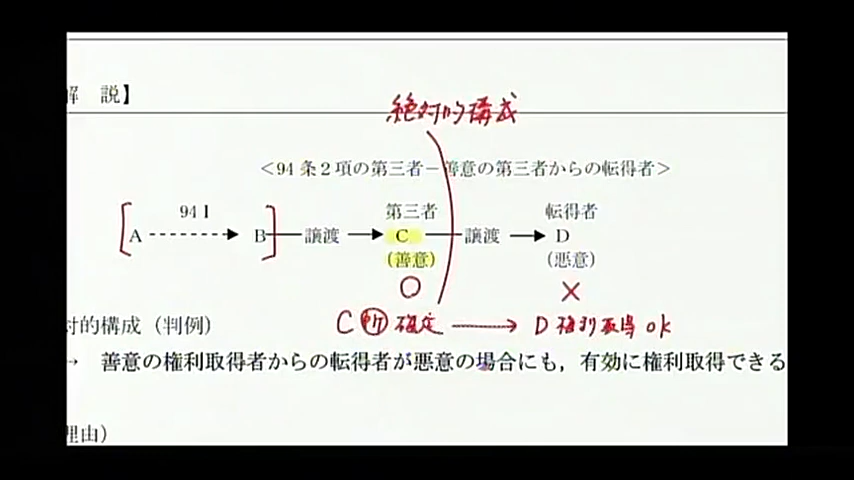 解 説】
絶対的構成
＜94条2項の第三者－善意の第三者からの転得者＞
94Ⅰ 第三者 転得者
A B 譲渡 C 譲渡 D
(善意) (悪意)
○ ×
C 所 確定 → D 権利取得 ok
対的構成（判例）
→ 善意の権利取得者からの転得者が悪意の場合にも，有効に権利取得できる
理由）